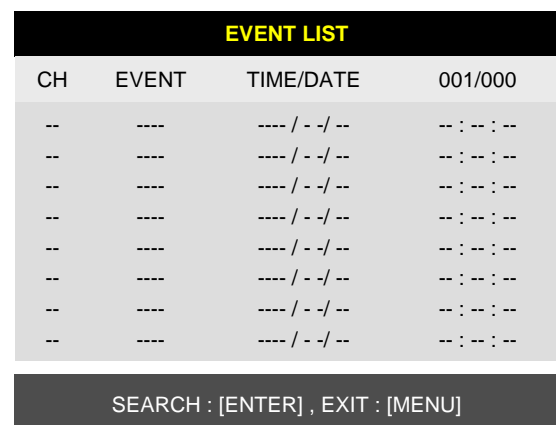 EVENT LIST
CH EVENT TIME/DATE 001/000
-- ---- ---- / - -/ -- -- : -- : --
-- ---- ---- / - -/ -- -- : -- : --
-- ---- ---- / - -/ -- -- : -- : --
-- ---- ---- / - -/ -- -- : -- : --
-- ---- ---- / - -/ -- -- : -- : --
-- ---- ---- / - -/ -- -- : -- : --
-- ---- ---- / - -/ -- -- : -- : --
-- ---- ---- / - -/ -- -- : -- : --
SEARCH : [ENTER] , EXIT : [MENU]